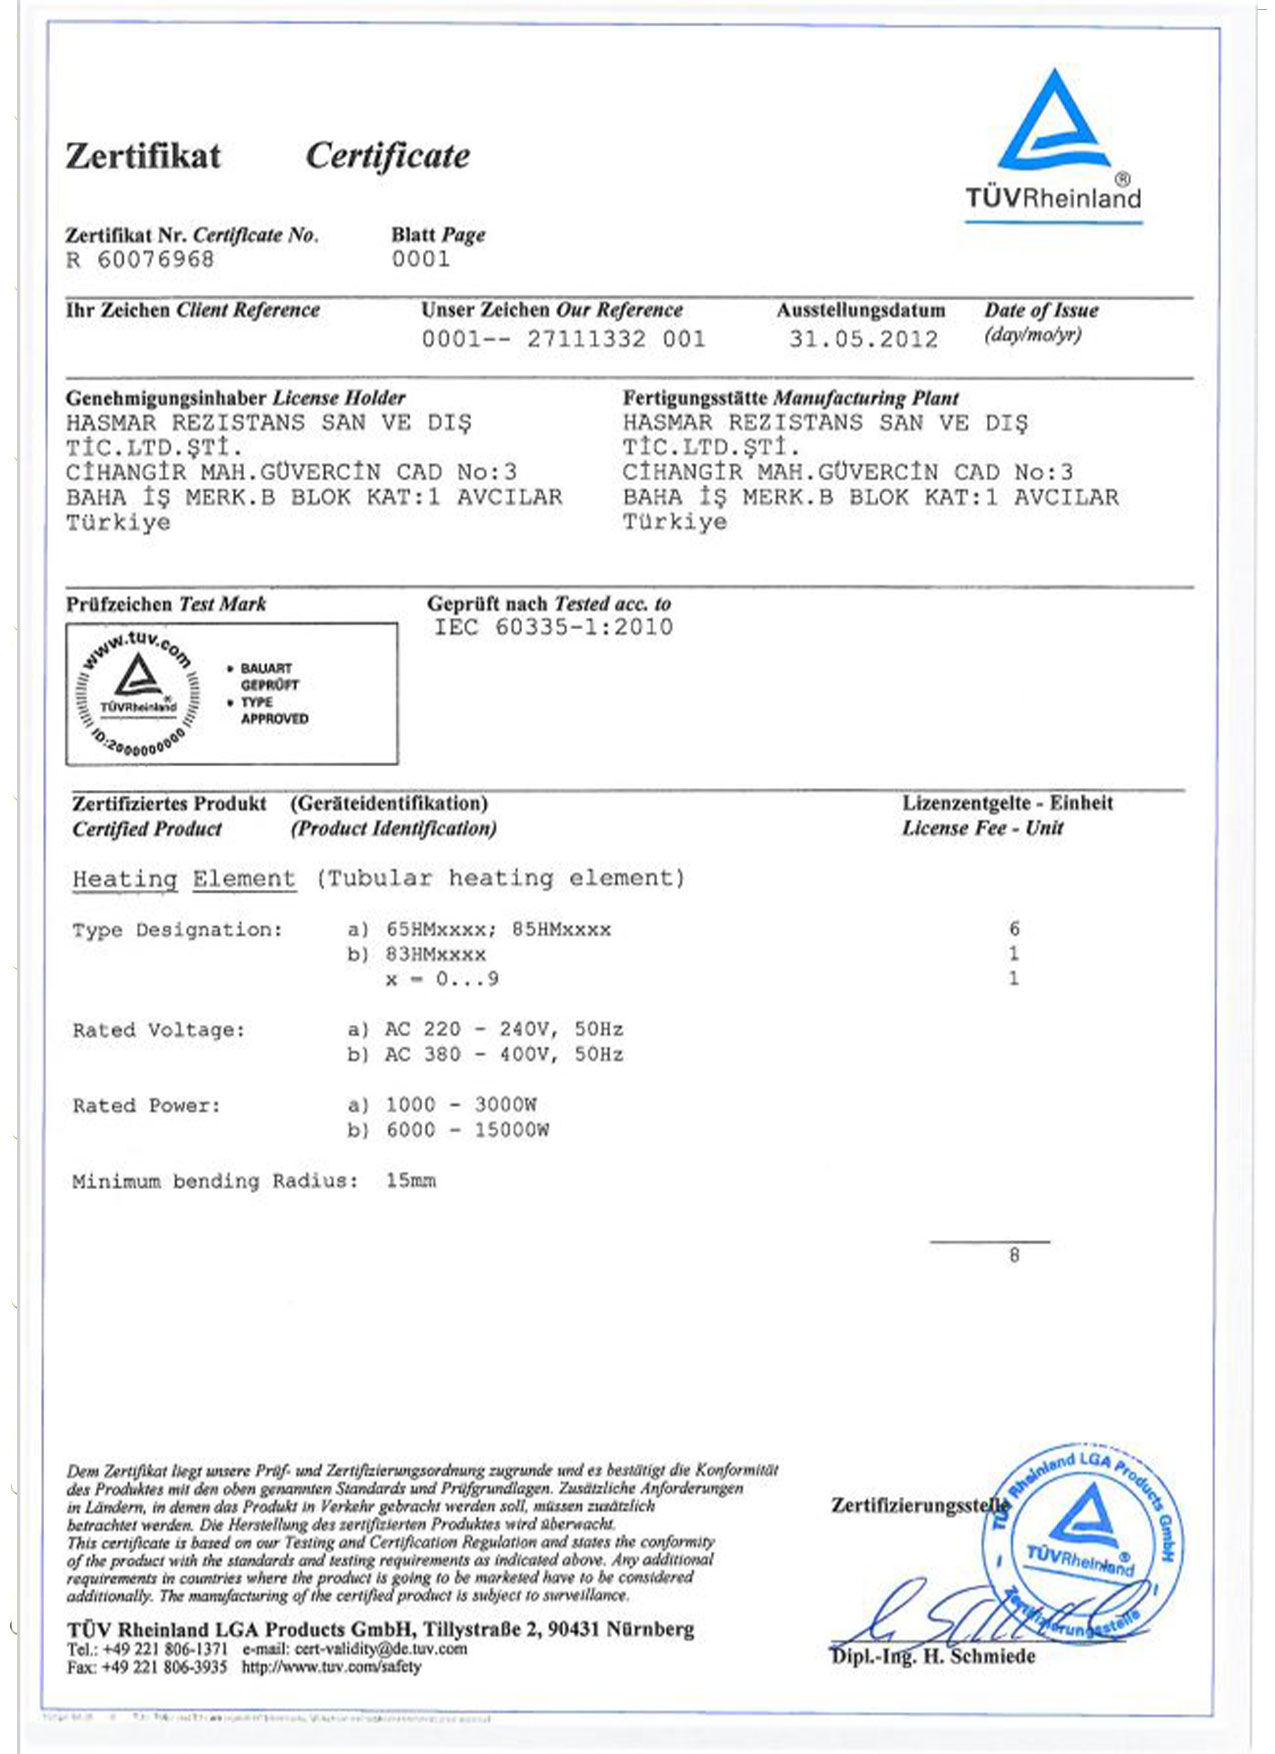 TÜVRheinland®
Zertifikat Certificate
Zertifikat Nr. Certificate No. Blatt Page
R 60076968 0001
Ihr Zeichen Client Reference Unser Zeichen Our Reference Ausstellungsdatum Date of Issue
0001-- 27111332 001 31.05.2012 (day/mo/yr)
Genehmigungsinhaber License Holder Fertigungsstätte Manufacturing Plant
HASMAR REZISTANS SAN VE DIŞ HASMAR REZISTANS SAN VE DIŞ
TİC.LTD.ŞTİ. TİC.LTD.ŞTİ.
CİHANGİR MAH.GÜVERCİN CAD No:3 CİHANGİR MAH.GÜVERCİN CAD No:3
BAHA İŞ MERK.B BLOK KAT:1 AVCILAR BAHA İŞ MERK.B BLOK KAT:1 AVCILAR
Türkiye Türkiye
Prüfzeichen Test Mark Geprüft nach Tested acc. to
IEC 60335-1:2010
www.tuv.com
TÜVRheinland®
ID:2000000000
• BAUART
GEPRÜFT
• TYPE
APPROVED
Zertifiziertes Produkt (Geräteidentifikation) Lizenzentgelte - Einheit
Certified Product (Product Identification) License Fee - Unit
Heating Element (Tubular heating element)
Type Designation: a) 65HMxxxx; 85HMxxxx 6
b) 83HMxxxx 1
x = 0...9 1
Rated Voltage: a) AC 220 - 240V, 50Hz
b) AC 380 - 400V, 50Hz
Rated Power: a) 1000 - 3000W
b) 6000 - 15000W
Minimum bending Radius: 15mm
8
Dem Zertifikat liegt unsere Prüf- und Zertifizierungsordnung zugrunde und es bestätigt die Konformität
des Produktes mit den oben genannten Standards und Prüfgrundlagen. Zusätzliche Anforderungen
in Ländern, in denen das Produkt in Verkehr gebracht werden soll, müssen zusätzlich
betrachtet werden. Die Herstellung des zertifizierten Produktes wird überwacht.
This certificate is based on our Testing and Certification Regulation and states the conformity
of the product with the standards and testing requirements as indicated above. Any additional
requirements in countries where the product is going to be marketed have to be considered
additionally. The manufacturing of the certified product is subject to surveillance.
TÜV Rheinland LGA Products GmbH, Tillystraße 2, 90431 Nürnberg
Tel.: +49 221 806-1371 e-mail: cert-validity@de.tuv.com
Fax: +49 221 806-3935 http://www.tuv.com/safety
Zertifizierungsstelle
TÜV Rheinland LGA Products GmbH
TÜVRheinland®
Zertifizierungsstelle
Dipl.-Ing. H. Schmiede